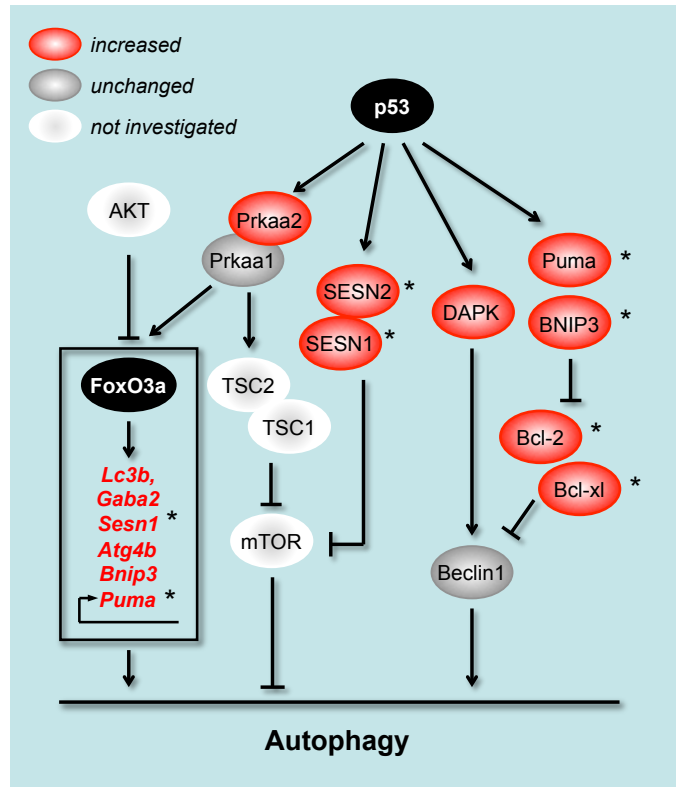 increased
unchanged
not investigated
p53
AKT
Prkaa2
Prkaa1
Puma *
SESN2 *
SESN1 *
DAPK
BNIP3 *
FoxO3a
TSC2
TSC1
Bcl-2 *
Bcl-xl *
Lc3b,
Gaba2
Sesn1 *
Atg4b
Bnip3
Puma *
mTOR
Beclin1
Autophagy